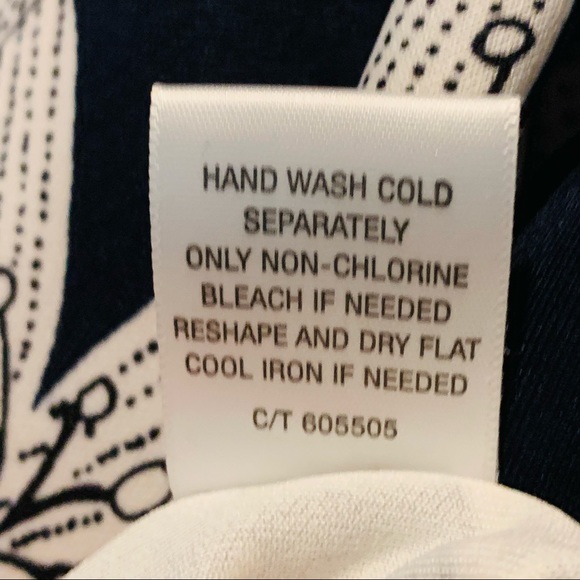 HAND WASH COLD
SEPARATELY
ONLY NON-CHLORINE
BLEACH IF NEEDED
RESHAPE AND DRY FLAT
COOL IRON IF NEEDED
C/T 605505